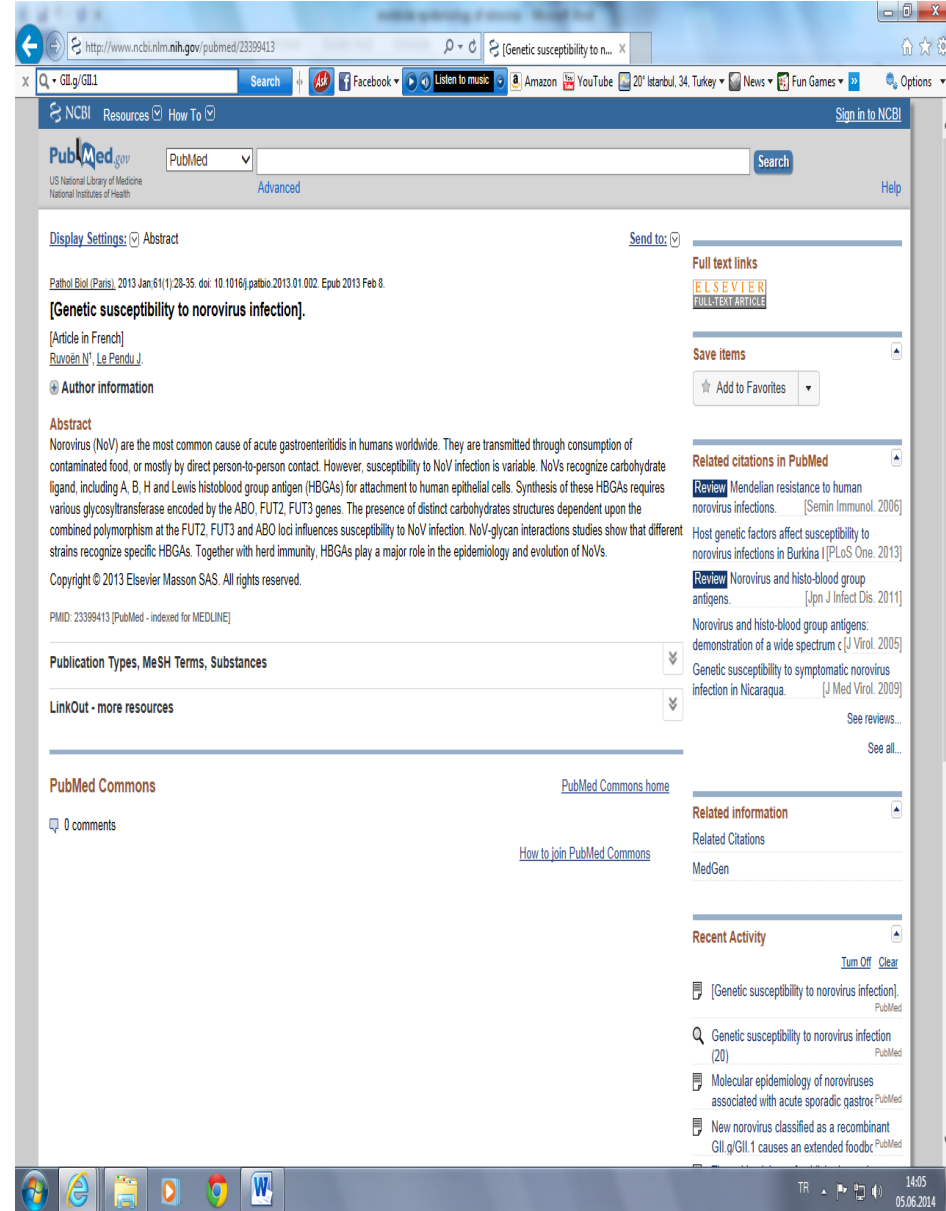 http://www.ncbi.nlm.nih.gov/pubmed/23399413
[Genetic susceptibility to n...
GII.g/GII.1
Search
Facebook
Listen to music
Amazon
YouTube
20° Istanbul, 34, Turkey
News
Fun Games
Options
NCBI Resources How To
Sign in to NCBI
PubMed.gov
US National Library of Medicine
National Institutes of Health
PubMed
Search
Advanced
Help
Display Settings: Abstract
Send to:
Pathol Biol (Paris). 2013 Jan;61(1):28-35. doi: 10.1016/j.patbio.2013.01.002. Epub 2013 Feb 8.
[Genetic susceptibility to norovirus infection].
[Article in French]
Ruvoën N1, Le Pendu J.
Author information
Abstract
Norovirus (NoV) are the most common cause of acute gastroenteritidis in humans worldwide. They are transmitted through consumption of
contaminated food, or mostly by direct person-to-person contact. However, susceptibility to NoV infection is variable. NoVs recognize carbohydrate
ligand, including A, B, H and Lewis histoblood group antigen (HBGAs) for attachment to human epithelial cells. Synthesis of these HBGAs requires
various glycosyltransferase encoded by the ABO, FUT2, FUT3 genes. The presence of distinct carbohydrates structures dependent upon the
combined polymorphism at the FUT2, FUT3 and ABO loci influences susceptibility to NoV infection. NoV-glycan interactions studies show that different
strains recognize specific HBGAs. Together with herd immunity, HBGAs play a major role in the epidemiology and evolution of NoVs.
Copyright © 2013 Elsevier Masson SAS. All rights reserved.
PMID: 23399413 [PubMed - indexed for MEDLINE]
Publication Types, MeSH Terms, Substances
LinkOut - more resources
PubMed Commons
PubMed Commons home
0 comments
How to join PubMed Commons
Full text links
ELSEVIER
FULL-TEXT ARTICLE
Save items
Add to Favorites
Related citations in PubMed
Review Mendelian resistance to human
norovirus infections. [Semin Immunol. 2006]
Host genetic factors affect susceptibility to
norovirus infections in Burkina [PLoS One. 2013]
Review Norovirus and histo-blood group
antigens. [Jpn J Infect Dis. 2011]
Norovirus and histo-blood group antigens:
demonstration of a wide spectrum [J Virol. 2005]
Genetic susceptibility to symptomatic norovirus
infection in Nicaragua. [J Med Virol. 2009]
See reviews...
See all...
Related information
Related Citations
MedGen
Recent Activity
Turn Off Clear
[Genetic susceptibility to norovirus infection].
PubMed
Genetic susceptibility to norovirus infection
(20) PubMed
Molecular epidemiology of noroviruses
associated with acute sporadic gastroe PubMed
New norovirus classified as a recombinant
GII.g/GII.1 causes an extended foodbo PubMed
TR
14:05
05.06.2014